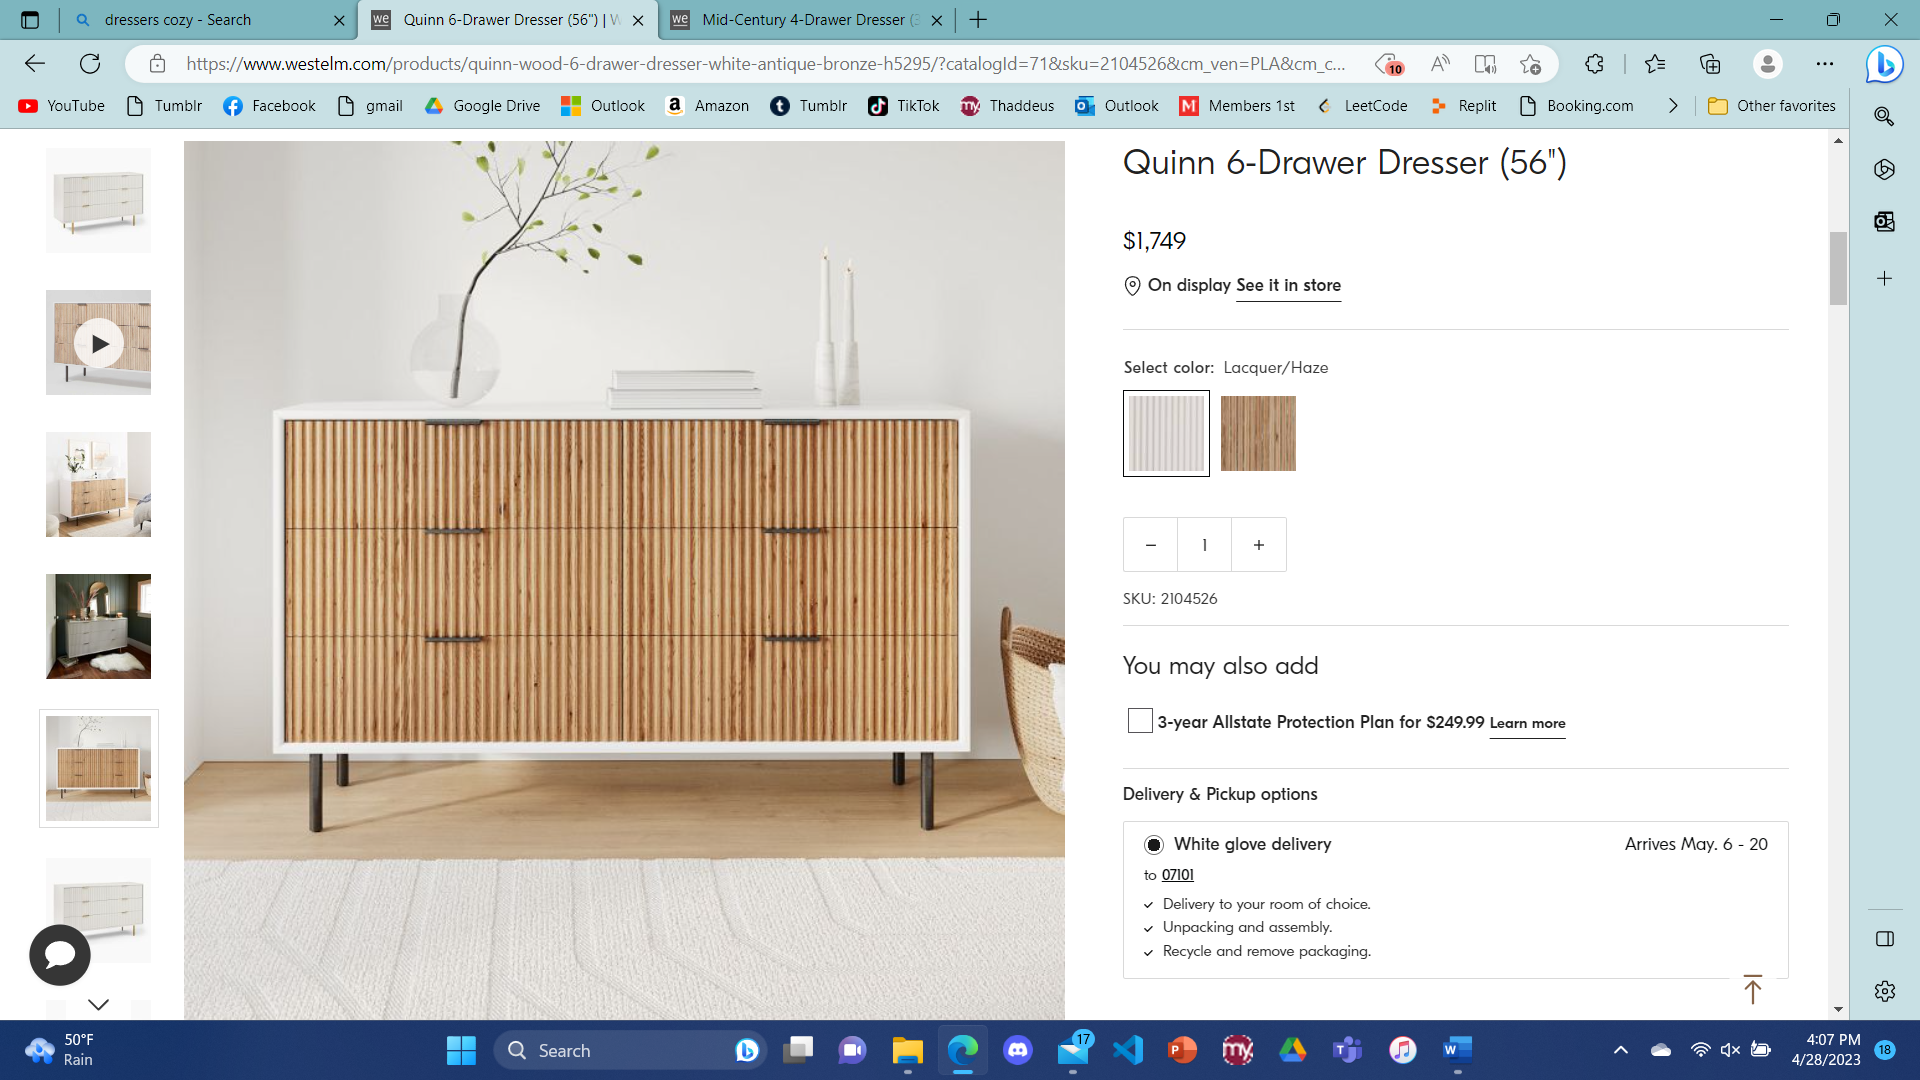 dressers cozy - Search
we
Quinn 6-Drawer Dresser (56") | W
we
Mid-Century 4-Drawer Dresser (3
https://www.westelm.com/products/quinn-wood-6-drawer-dresser-white-antique-bronze-h5295/?catalogId=71&sku=2104526&cm_ven=PLA&cm_c...
10
YouTube
Tumblr
Facebook
gmail
Google Drive
Outlook
Amazon
Tumblr
TikTok
my
Thaddeus
Outlook
M
Members 1st
LeetCode
Replit
Booking.com
Other favorites
Quinn 6-Drawer Dresser (56")
$1,749
On display See it in store
Select color: Lacquer/Haze
− 1 +
SKU: 2104526
You may also add
3-year Allstate Protection Plan for $249.99 Learn more
Delivery & Pickup options
White glove delivery
Arrives May. 6 - 20
to 07101
Delivery to your room of choice.
Unpacking and assembly.
Recycle and remove packaging.
50°F
Rain
Search
17
P
my
W
4:07 PM
4/28/2023
18